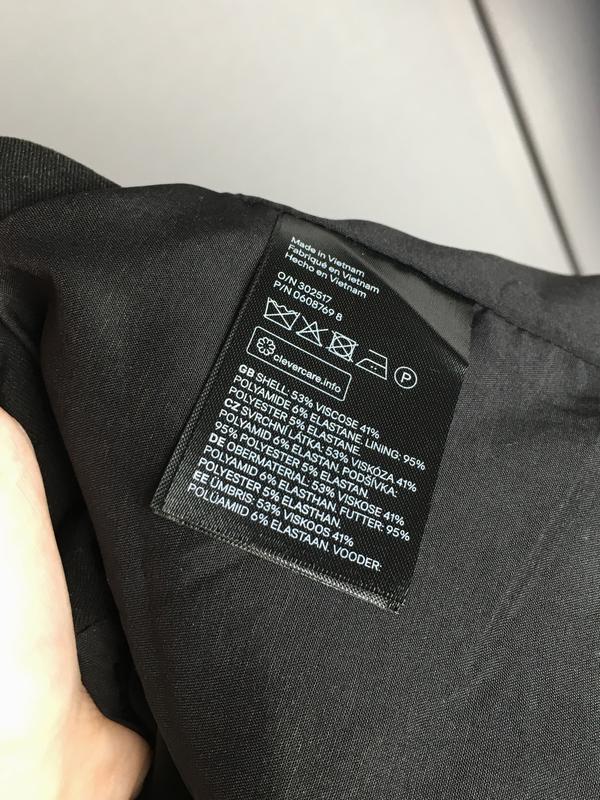 Made in Vietnam
Fabriqué en Vietnam
Hecho en Vietnam
O/N 302517
P/N 0608769 8
P
clevercare.info
GB SHELL: 53% VISCOSE 41%
POLYAMIDE 6% ELASTANE. LINING: 95%
POLYESTER 5% ELASTANE.
CZ SVRCHNÍ LÁTKA: 53% VISKÓZA 41%
POLYAMID 6% ELASTAN. PODŠÍVKA:
95% POLYESTER 5% ELASTAN.
DE OBERMATERIAL: 53% VISKOSE 41%
POLYAMID 6% ELASTHAN. FUTTER: 95%
POLYESTER 5% ELASTHAN.
EE ÜMBRIS: 53% VISKOOS 41%
POLÜAMIID 6% ELASTAAN. VOODER: